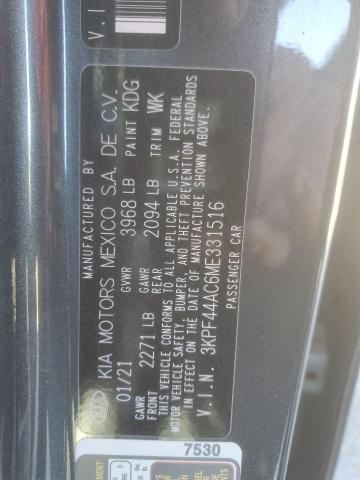 V.I
MANUFACTURED BY
KIA MOTORS MEXICO S.A. DE C.V.
01/21 GVWR 3968 LB PAINT KDG
GAWR FRONT 2271 LB GAWR REAR 2094 LB TRIM WK
THIS VEHICLE CONFORMS TO ALL APPLICABLE U.S.A. FEDERAL
MOTOR VEHICLE SAFETY, BUMPER, AND THEFT PREVENTION STANDARDS
IN EFFECT ON THE DATE OF MANUFACTURE SHOWN ABOVE.
V.I.N. 3KPF44AC6ME331516
PASSENGER CAR
7530